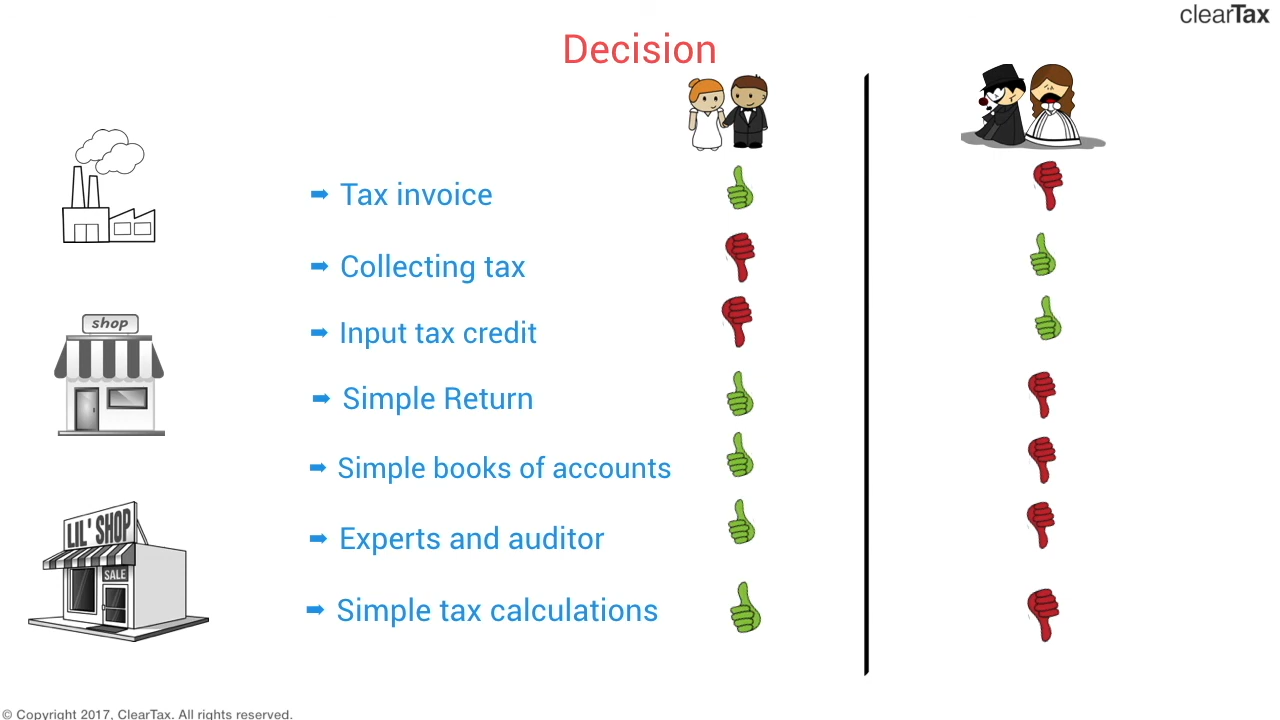 clearTax
Decision
Tax invoice
Collecting tax
shop
Input tax credit
Simple Return
Simple books of accounts
LIL' SHOP
Experts and auditor
SALE
Simple tax calculations
© Copyright 2017, ClearTax. All rights reserved.